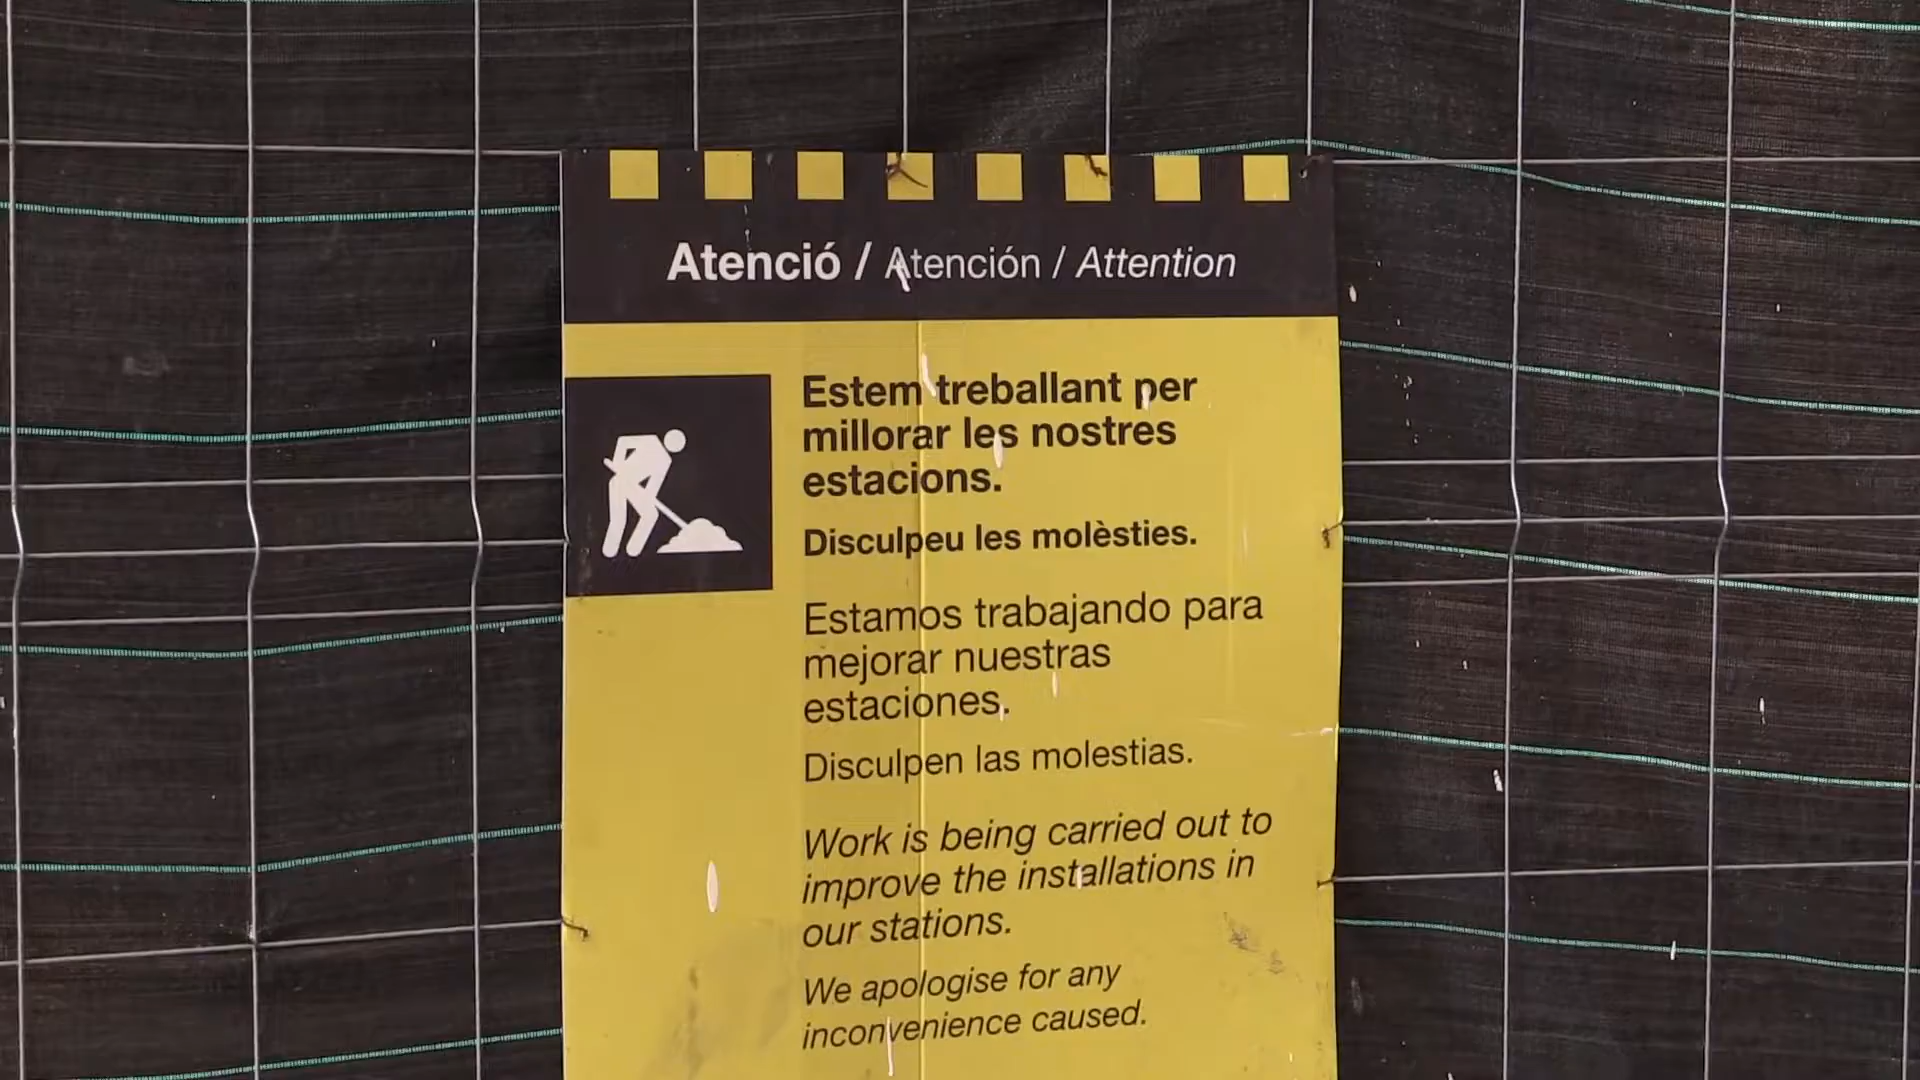 Atenció / Atención / Attention
Estem treballant per
millorar les nostres
estacions.
Disculpeu les molèsties.
Estamos trabajando para
mejorar nuestras
estaciones.
Disculpen las molestias.
Work is being carried out to
improve the installations in
our stations.
We apologise for any
inconvenience caused.